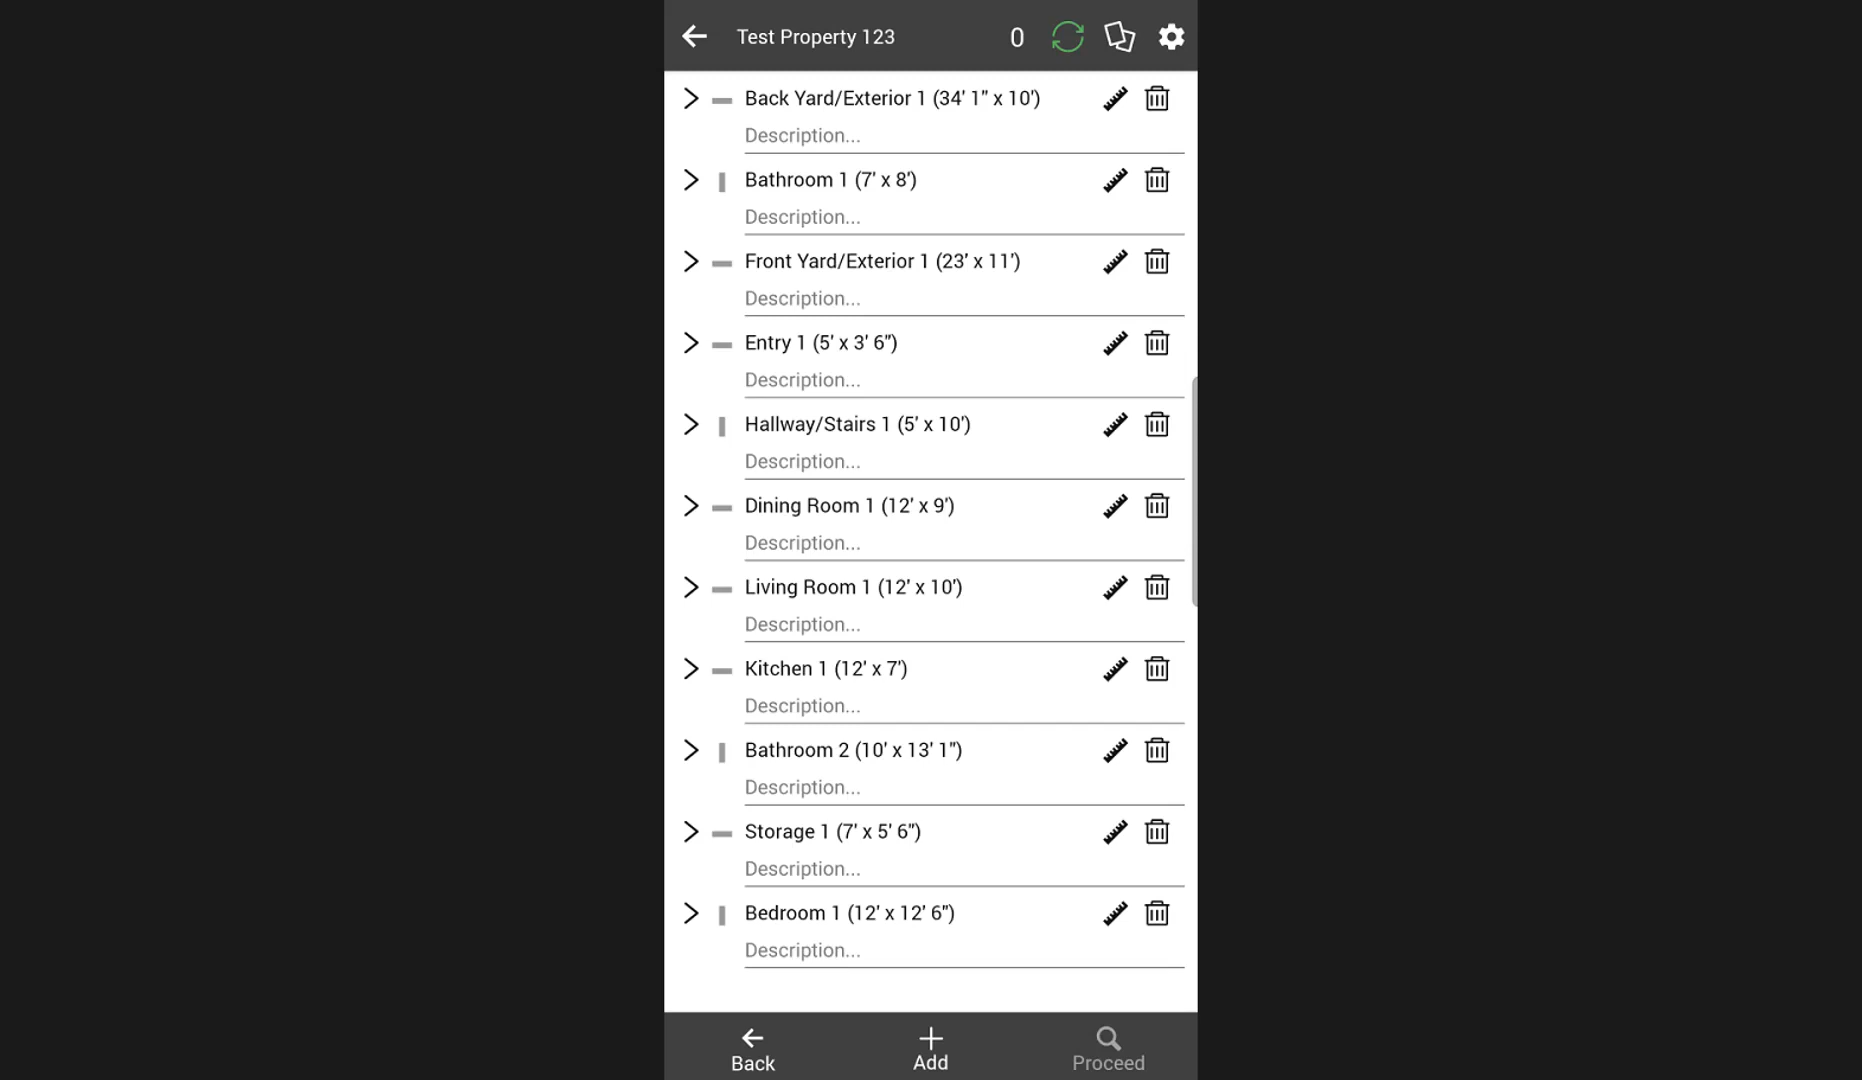 Test Property 123 0
Back Yard/Exterior 1 (34' 1" x 10')
Description...
Bathroom 1 (7' x 8')
Description...
Front Yard/Exterior 1 (23' x 11')
Description...
Entry 1 (5' x 3' 6")
Description...
Hallway/Stairs 1 (5' x 10')
Description...
Dining Room 1 (12' x 9')
Description...
Living Room 1 (12' x 10')
Description...
Kitchen 1 (12' x 7')
Description...
Bathroom 2 (10' x 13' 1")
Description...
Storage 1 (7' x 5' 6")
Description...
Bedroom 1 (12' x 12' 6")
Description...
Back Add Proceed